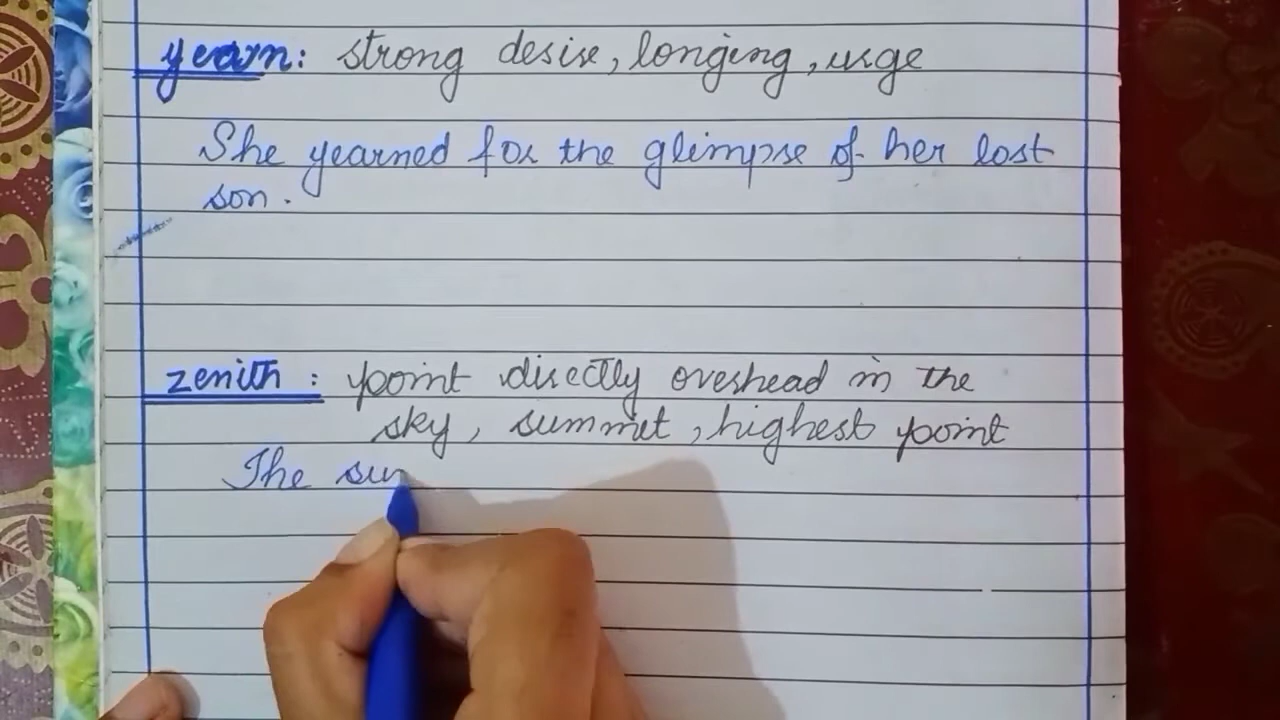 yearn: strong desire, longing, urge
She yearned for the glimpse of her lost
son.
zenith: point directly overhead in the
sky, summit, highest point
The sun